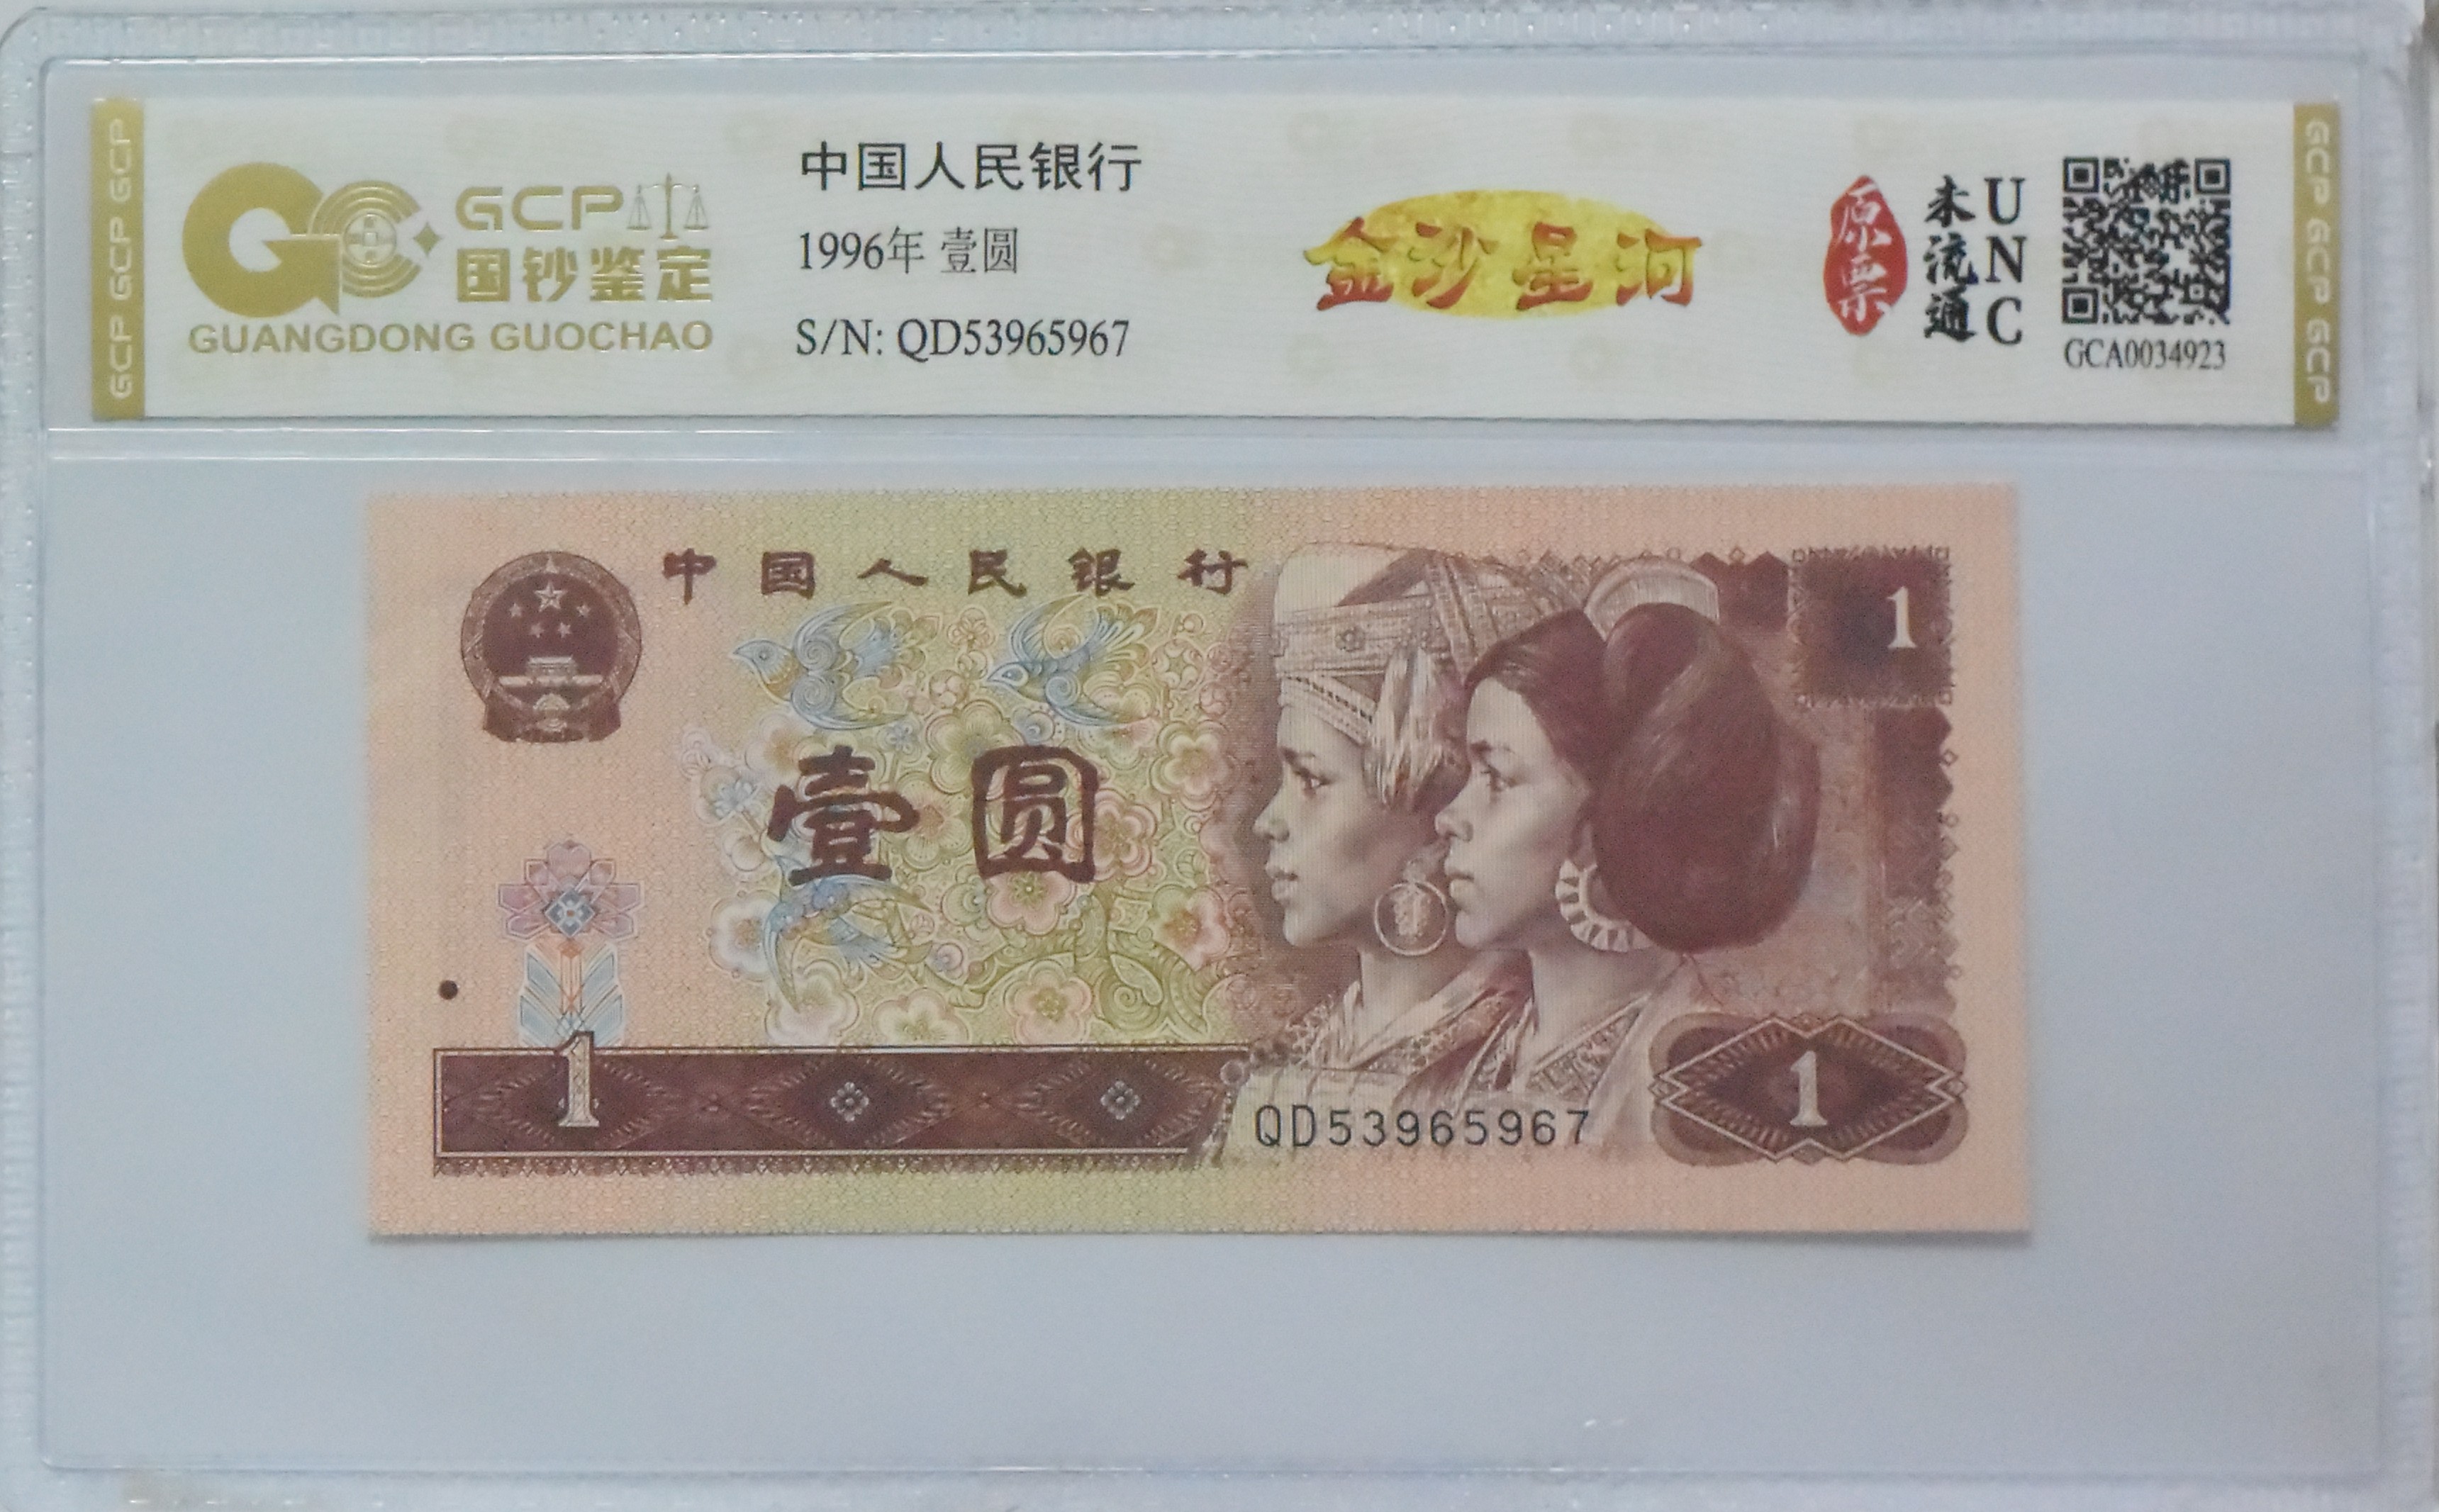 GCP GCP GCP
GCP
国钞鉴定
GUANGDONG GUOCHAO
中国人民银行
1996年 壹圆
S/N: QD53965967
金沙星河
原票
未流通
UNC
GCA0034923
GCP GCP GCP
中国人民银行
1
壹圆
1
QD53965967
1